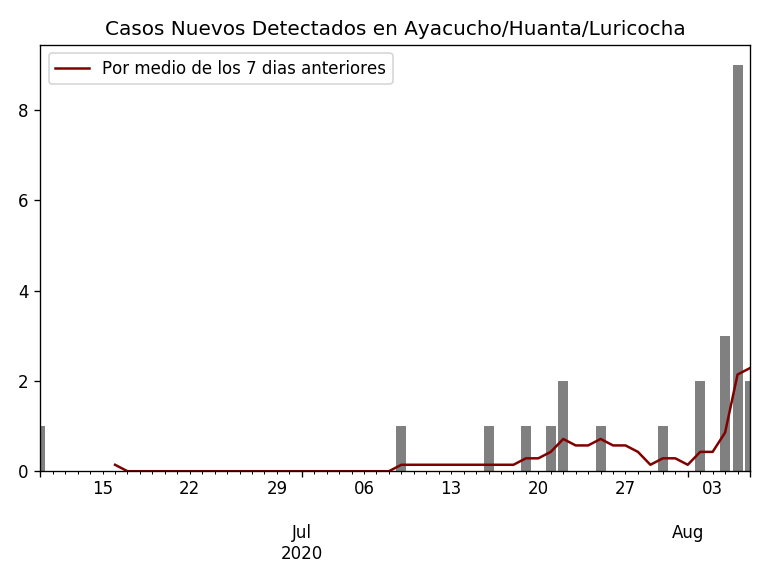 Casos Nuevos Detectados en Ayacucho/Huanta/Luricocha
Por medio de los 7 dias anteriores
8
6
4
2
0
15 22 29 06 13 20 27 03
Jul Aug
2020